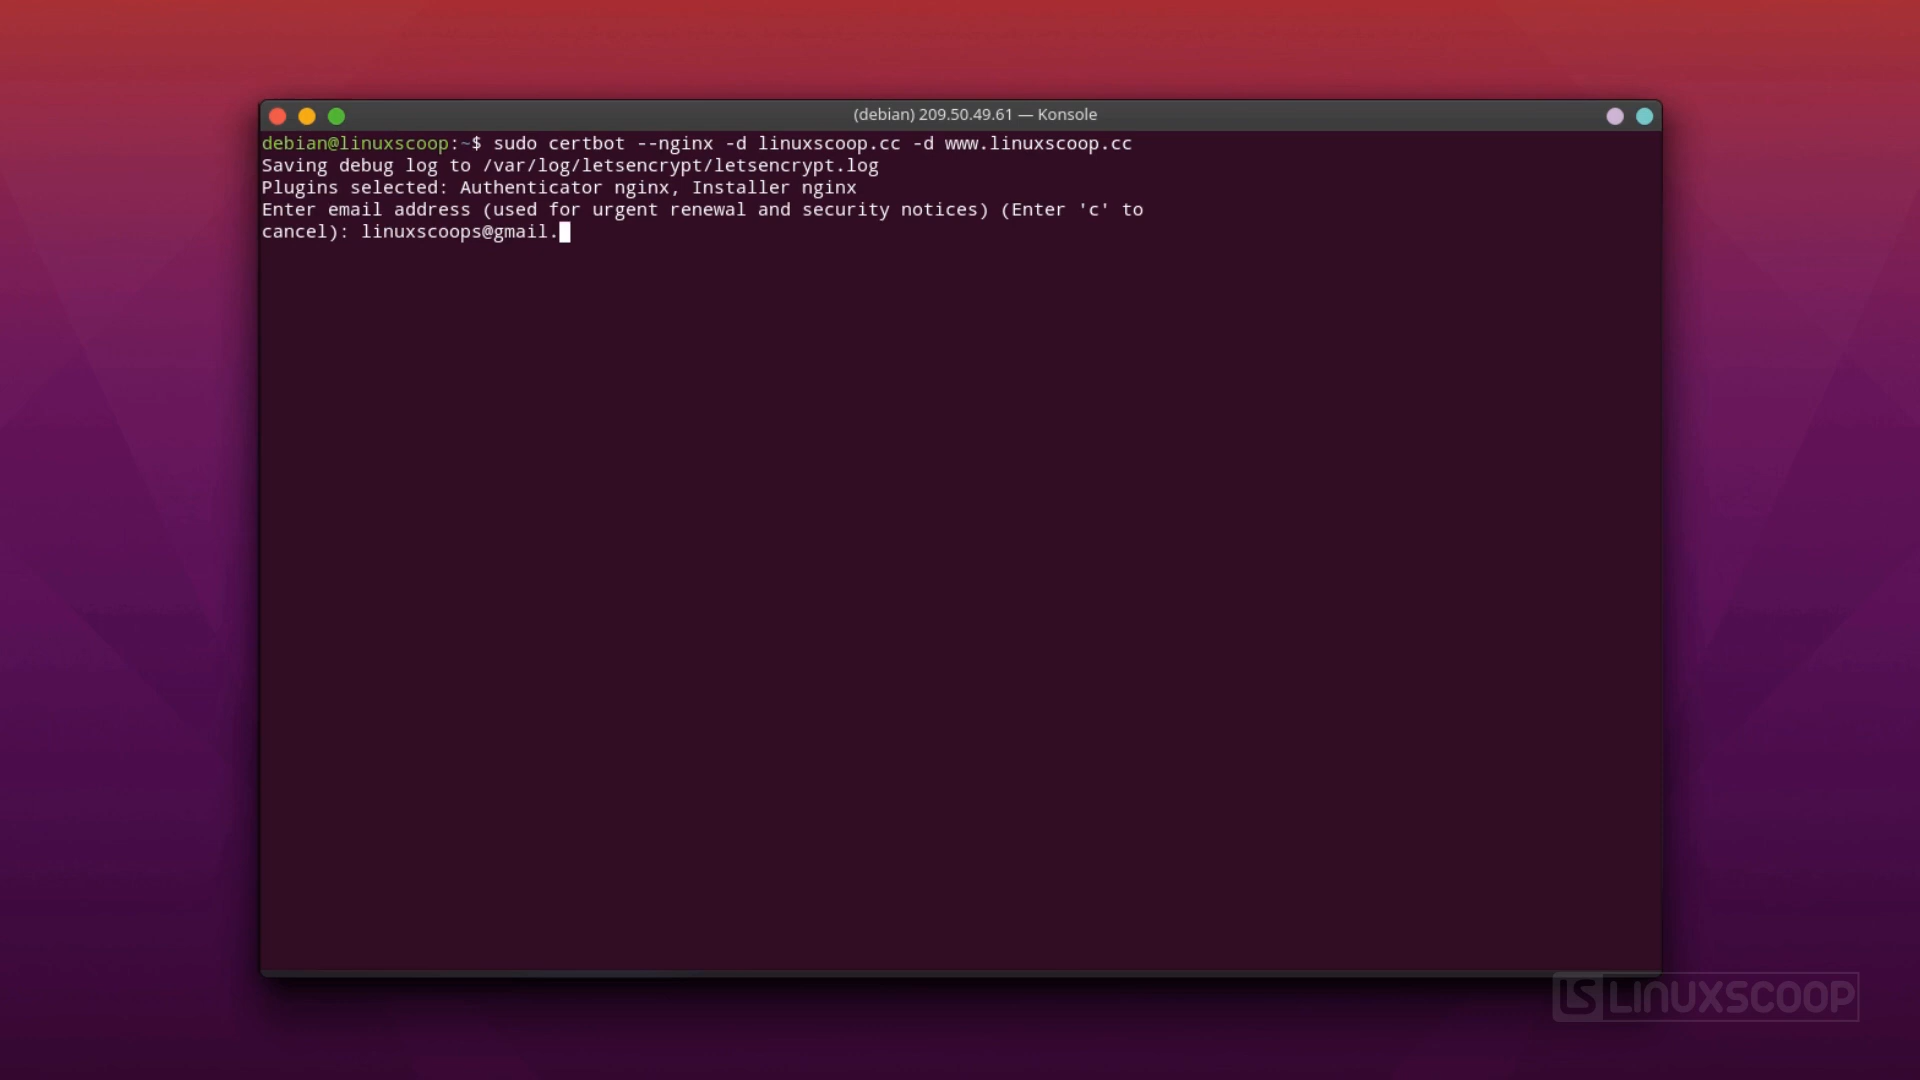 (debian) 209.50.49.61 — Konsole
debian@linuxscoop:~$ sudo certbot --nginx -d linuxscoop.cc -d www.linuxscoop.cc
Saving debug log to /var/log/letsencrypt/letsencrypt.log
Plugins selected: Authenticator nginx, Installer nginx
Enter email address (used for urgent renewal and security notices) (Enter 'c' to
cancel): linuxscoops@gmail.
LS LINUXSCOOP